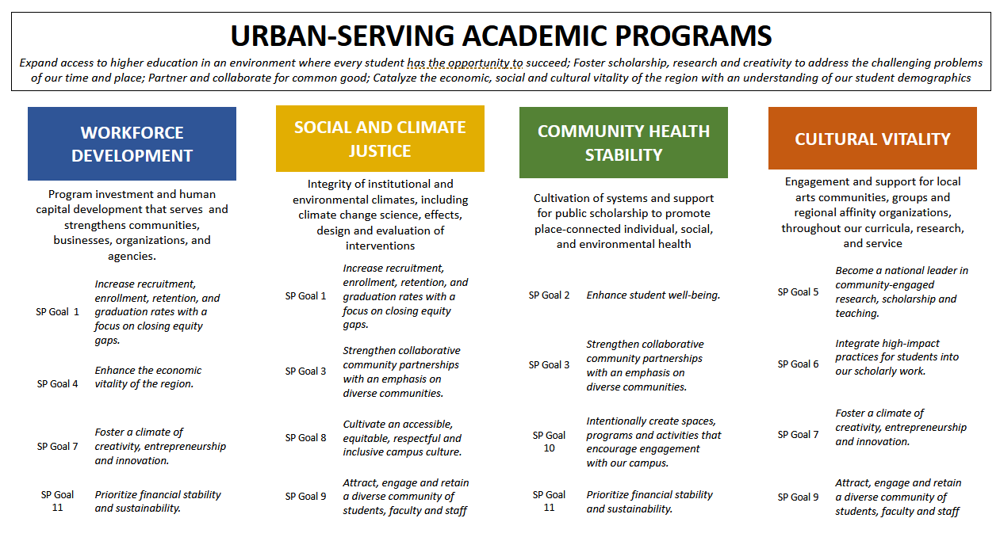 URBAN-SERVING ACADEMIC PROGRAMS
Expand access to higher education in an environment where every student has the opportunity to succeed; Foster scholarship, research and creativity to address the challenging problems
of our time and place; Partner and collaborate for common good; Catalyze the economic, social and cultural vitality of the region with an understanding of our student demographics
WORKFORCE
DEVELOPMENT
Program investment and human
capital development that serves and
strengthens communities,
businesses, organizations, and
agencies.
SP Goal 1
Increase recruitment,
enrollment, retention, and
graduation rates with a
focus on closing equity
gaps.
SP Goal 4
Enhance the economic
vitality of the region.
SP Goal 7
Foster a climate of
creativity, entrepreneurship
and innovation.
SP Goal
11
Prioritize financial stability
and sustainability.
SOCIAL AND CLIMATE
JUSTICE
Integrity of institutional and
environmental climates, including
climate change science, effects,
design and evaluation of
interventions
SP Goal 1
Increase recruitment,
enrollment, retention, and
graduation rates with a
focus on closing equity
gaps.
SP Goal 3
Strengthen collaborative
community partnerships
with an emphasis on
diverse communities.
SP Goal 8
Cultivate an accessible,
equitable, respectful and
inclusive campus culture.
SP Goal 9
Attract, engage and retain
a diverse community of
students, faculty and staff
COMMUNITY HEALTH
STABILITY
Cultivation of systems and support
for public scholarship to promote
place-connected individual, social,
and environmental health
SP Goal 2
Enhance student well-being.
SP Goal 3
Strengthen collaborative
community partnerships
with an emphasis on
diverse communities.
SP Goal
10
Intentionally create spaces,
programs and activities that
encourage engagement
with our campus.
SP Goal
11
Prioritize financial stability
and sustainability.
CULTURAL VITALITY
Engagement and support for local
arts communities, groups and
regional affinity organizations,
throughout our curricula, research,
and service
SP Goal 5
Become a national leader in
community-engaged
research, scholarship and
teaching.
SP Goal 6
Integrate high-impact
practices for students into
our scholarly work.
SP Goal 7
Foster a climate of
creativity, entrepreneurship
and innovation.
SP Goal 9
Attract, engage and retain
a diverse community of
students, faculty and staff